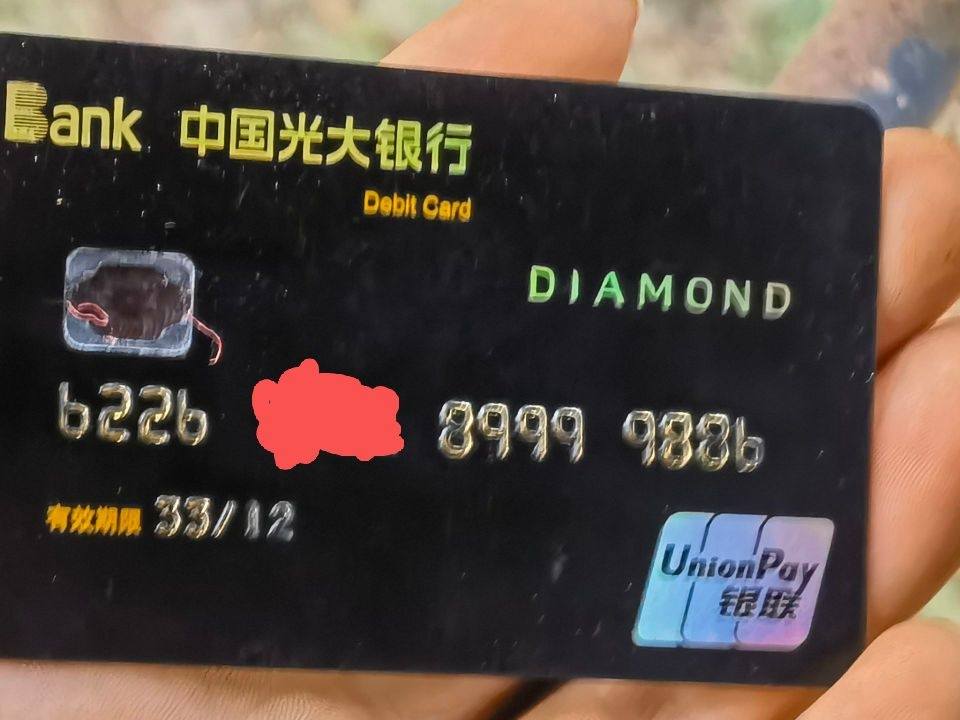 Bank 中国光大银行
Debit Card
DIAMOND
6226 8999 9886
有效期限 33/12
UnionPay
银联